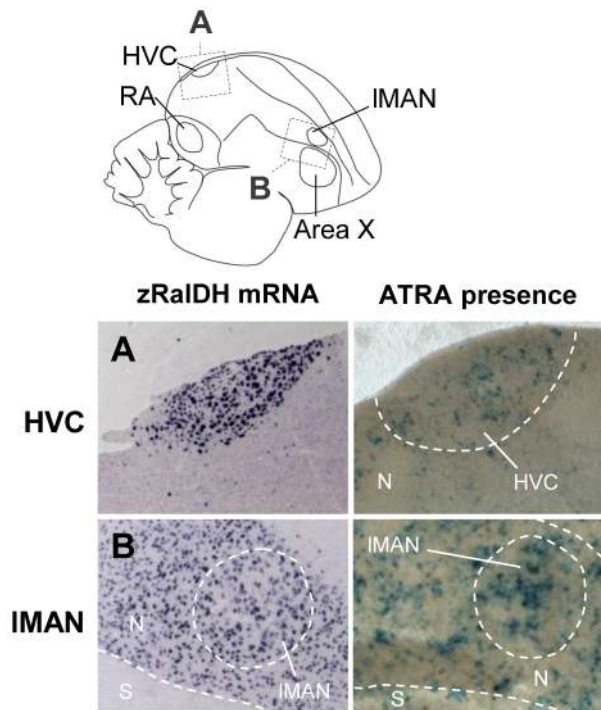 A
HVC
RA
lMAN
B
Area X
zRalDH mRNA
ATRA presence
HVC
A
N
HVC
lMAN
B
N
lMAN
S
lMAN
N
S